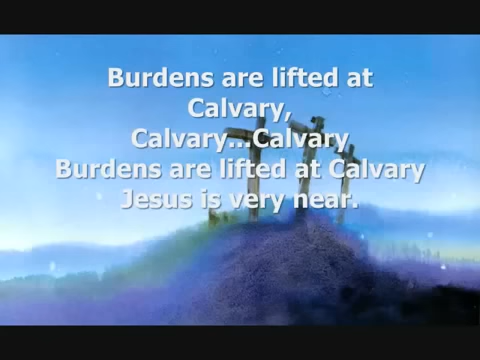 Burdens are lifted at
Calvary,
Calvary...Calvary
Burdens are lifted at Calvary
Jesus is very near.